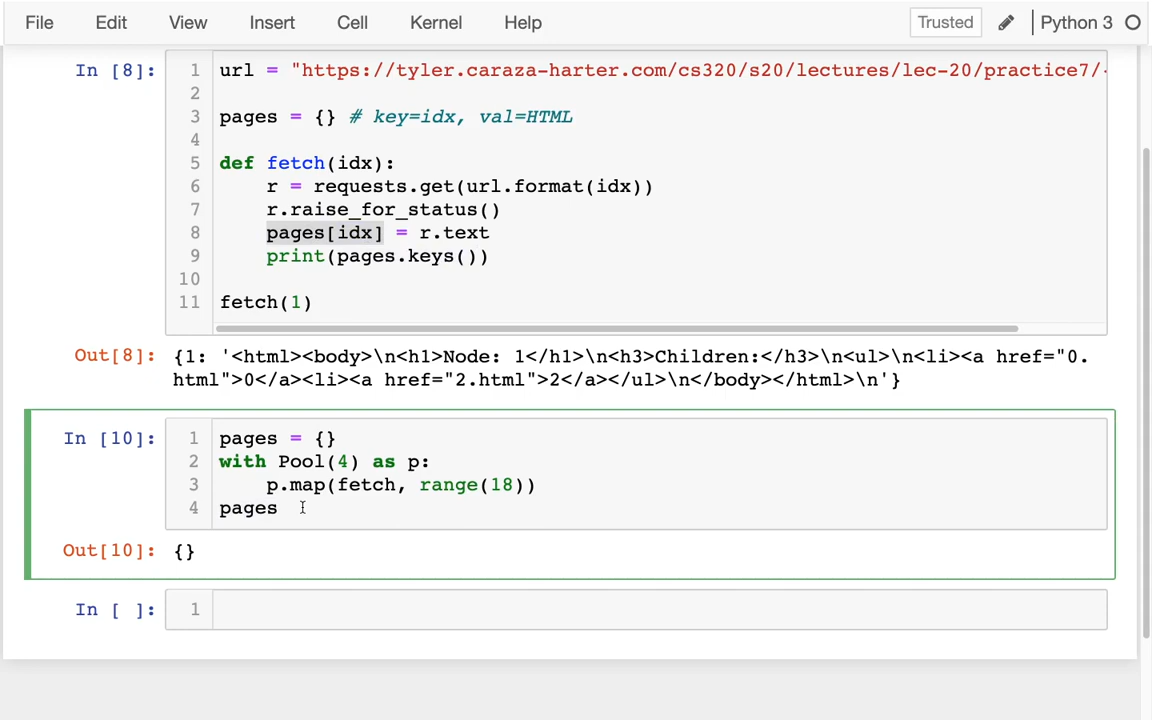 File Edit View Insert Cell Kernel Help Trusted Python 3
In [8]: 1 url = "https://tyler.caraza-harter.com/cs320/s20/lectures/lec-20/practice7/
2
3 pages = {} # key=idx, val=HTML
4
5 def fetch(idx):
6     r = requests.get(url.format(idx))
7     r.raise_for_status()
8     pages[idx] = r.text
9     print(pages.keys())
10
11 fetch(1)
Out[8]: {1: '<html><body>\n<h1>Node: 1</h1>\n<h3>Children:</h3>\n<ul>\n<li><a href="0.
html">0</a><li><a href="2.html">2</a></ul>\n</body></html>\n'}
In [10]: 1 pages = {}
2 with Pool(4) as p:
3     p.map(fetch, range(18))
4 pages
Out[10]: {}
In [ ]: 1